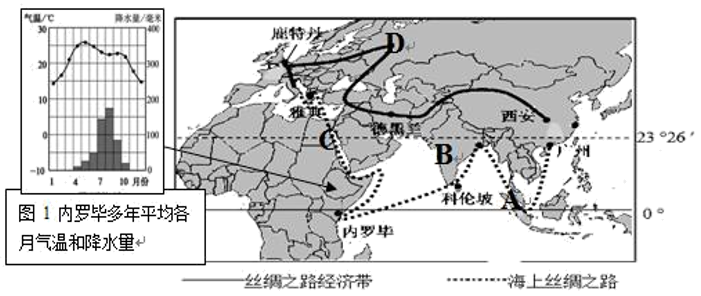 气温/℃ 降水量/毫米
30 400
20 300
10 200
0 100
-10 0
1 4 7 10 月份
图 1 内罗毕多年平均各
月气温和降水量
鹿特丹
D
雅典
德黑兰
西安
C
B
广州
23 °26′
科伦坡
A
内罗毕
0 °
丝绸之路经济带
海上丝绸之路